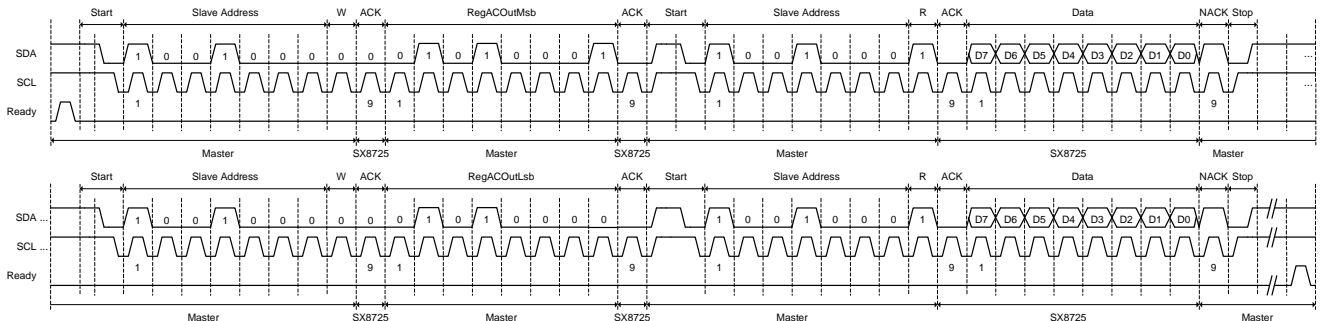 Start Slave Address W ACK RegACOutMsb ACK Start Slave Address R ACK Data NACK Stop
SDA 1 0 0 1 0 0 0 0 0 0 1 0 1 0 0 0 1 1 0 0 1 0 0 0 1 D7 D6 D5 D4 D3 D2 D1 D0 ...
SCL ...
1 9 1 9 1 9 1 9
Ready
Master SX8725 Master SX8725 Master SX8725 Master
Start Slave Address W ACK RegACOutLsb ACK Start Slave Address R ACK Data NACK Stop
SDA ... 1 0 0 1 0 0 0 0 0 0 1 0 1 0 0 0 0 1 0 0 1 0 0 0 1 D7 D6 D5 D4 D3 D2 D1 D0
SCL ...
1 9 1 9 1 9 1 9
Ready
Master SX8725 Master SX8725 Master SX8725 Master